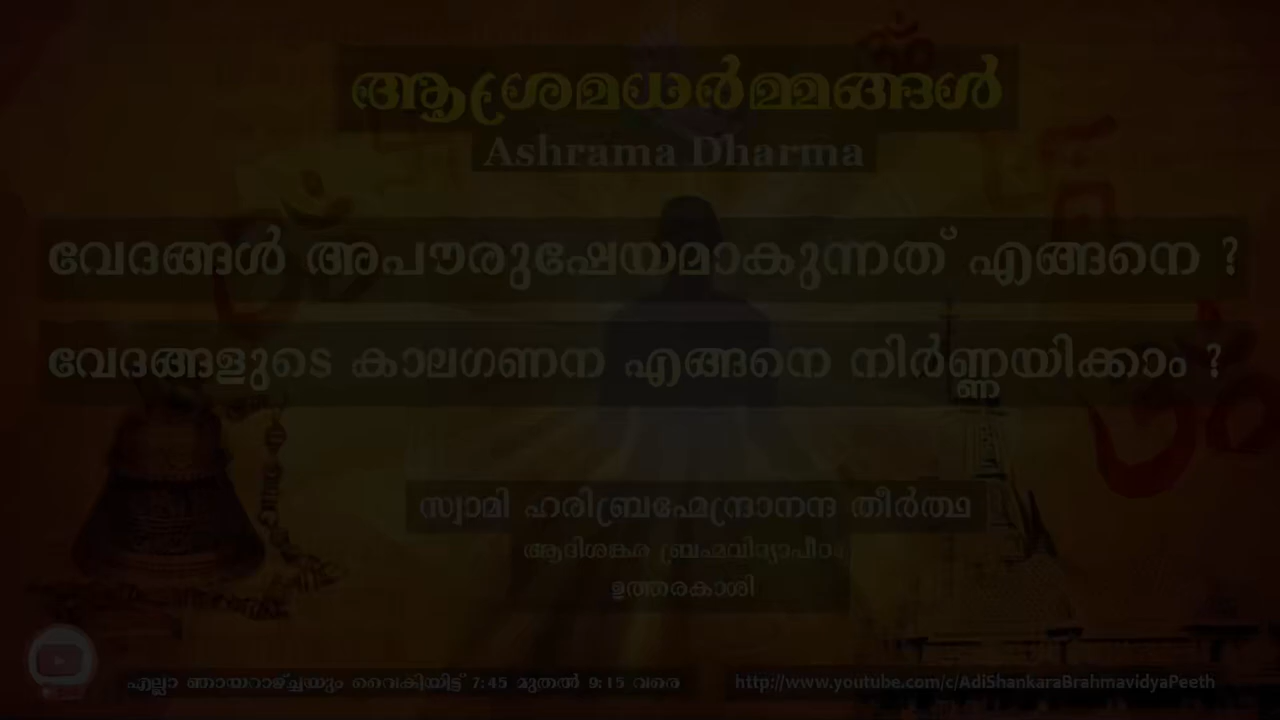 ആശ്രമധർമ്മങ്ങൾ
Ashrama Dharma
വേദങ്ങൾ അപൗരുഷേയമാകുന്നത് എങ്ങനെ ?
വേദങ്ങളുടെ കാലഗണന എങ്ങനെ നിർണ്ണയിക്കാം ?
സ്വാമി ഹരിബ്രഹ്മേന്ദ്രാനന്ദ തീർത്ഥ
ആദിശങ്കര ബ്രഹ്മവിദ്യാപീഠം
ഉത്തരകാശി
എല്ലാ ഞായറാഴ്ച്ചയും വൈകിയിട്ട് 7:45 മുതൽ 9:15 വരെ
http://www.youtube.com/c/AdiShankaraBrahmavidyaPeeth